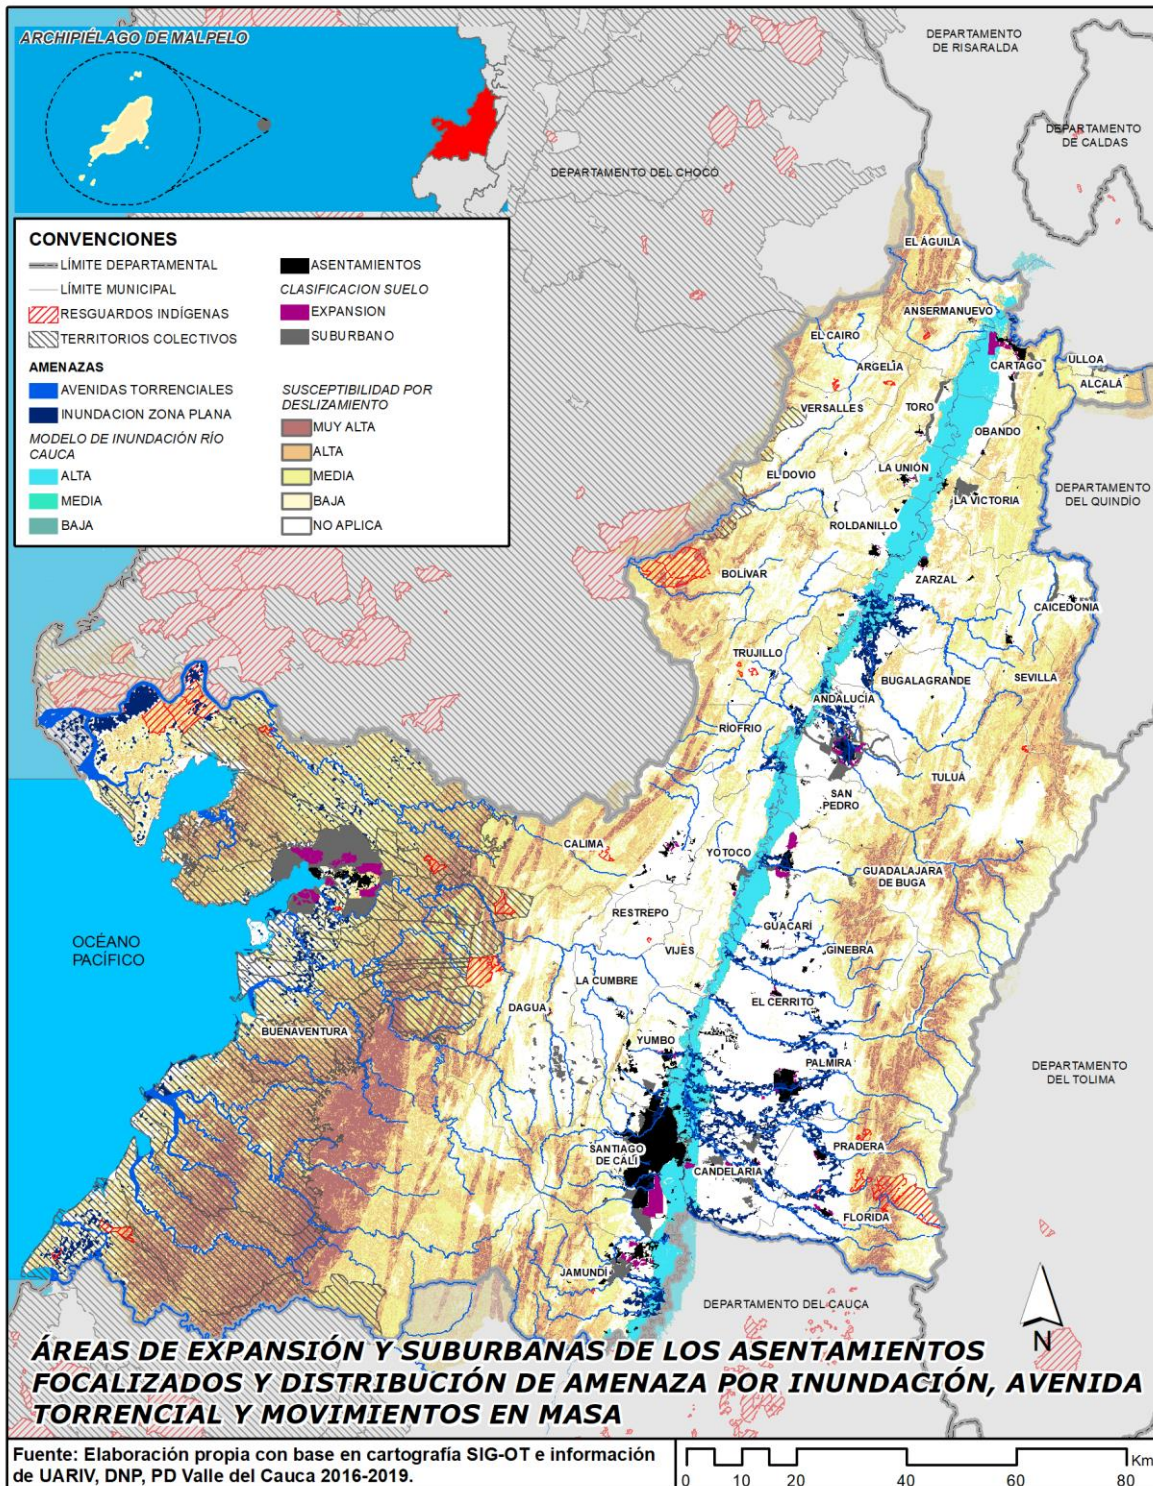 ARCHIPIÉLAGO DE MALPELO
DEPARTAMENTO
DE RISARALDA
DEPARTAMENTO
DE CALDAS
DEPARTAMENTO DEL CHOCÓ
CONVENCIONES
LÍMITE DEPARTAMENTAL
LÍMITE MUNICIPAL
RESGUARDOS INDÍGENAS
TERRITORIOS COLECTIVOS
AMENAZAS
AVENIDAS TORRENCIALES
INUNDACION ZONA PLANA
MODELO DE INUNDACIÓN RÍO
CAUCA
ALTA
MEDIA
BAJA
ASENTAMIENTOS
CLASIFICACION SUELO
EXPANSION
SUBURBANO
SUSCEPTIBILIDAD POR
DESLIZAMIENTO
MUY ALTA
ALTA
MEDIA
BAJA
NO APLICA
EL ÁGUILA
ANSERMANUEVO
EL CAIRO
ULLOA
CARTAGO
ARGELIA
ALCALÁ
VERSALLES
TORO
OBANDO
LA UNIÓN
EL DOVIO
DEPARTAMENTO
DEL QUINDÍO
LA VICTORIA
ROLDANILLO
BOLÍVAR
ZARZAL
CAICEDONIA
TRUJILLO
BUGALAGRANDE
SEVILLA
ANDALUCÍA
RÍOFRIO
TULUÁ
SAN
PEDRO
CALIMA
YOTOCO
GUADALAJARA
DE BUGA
RESTREPO
GUACARÍ
OCÉANO
PACÍFICO
VIJES
GINEBRA
LA CUMBRE
EL CERRITO
DAGUA
BUENAVENTURA
YUMBO
PALMIRA
DEPARTAMENTO
DEL TOLIMA
SANTIAGO
DE CALI
PRADERA
CANDELARIA
FLORIDA
JAMUNDÍ
DEPARTAMENTO DEL CAUCA
N
ÁREAS DE EXPANSIÓN Y SUBURBANAS DE LOS ASENTAMIENTOS
FOCALIZADOS Y DISTRIBUCIÓN DE AMENAZA POR INUNDACIÓN, AVENIDA
TORRENCIAL Y MOVIMIENTOS EN MASA
Fuente: Elaboración propia con base en cartografía SIG-OT e información
de UARIV, DNP, PD Valle del Cauca 2016-2019.
Km
0 10 20 40 60 80